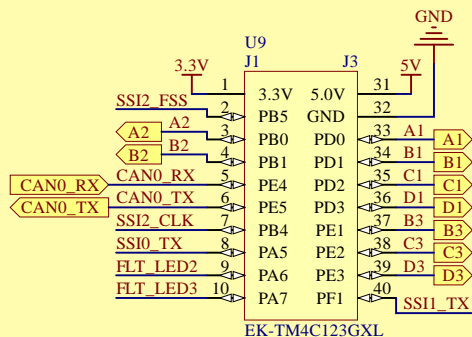 GND
U9
3.3V J1 J3 5V
1 3.3V 5.0V 31
SSI2_FSS 2 PB5 GND 32
A2 A2 3 PB0 PD0 33 A1 A1
B2 B2 4 PB1 PD1 34 B1 B1
CAN0_RX CAN0_RX 5 PE4 PD2 35 C1 C1
CAN0_TX CAN0_TX 6 PE5 PD3 36 D1 D1
SSI2_CLK 7 PB4 PE1 37 B3 B3
SSI0_TX 8 PA5 PE2 38 C3 C3
FLT_LED2 9 PA6 PE3 39 D3 D3
FLT_LED3 10 PA7 PF1 40 SSI1_TX
EK-TM4C123GXL